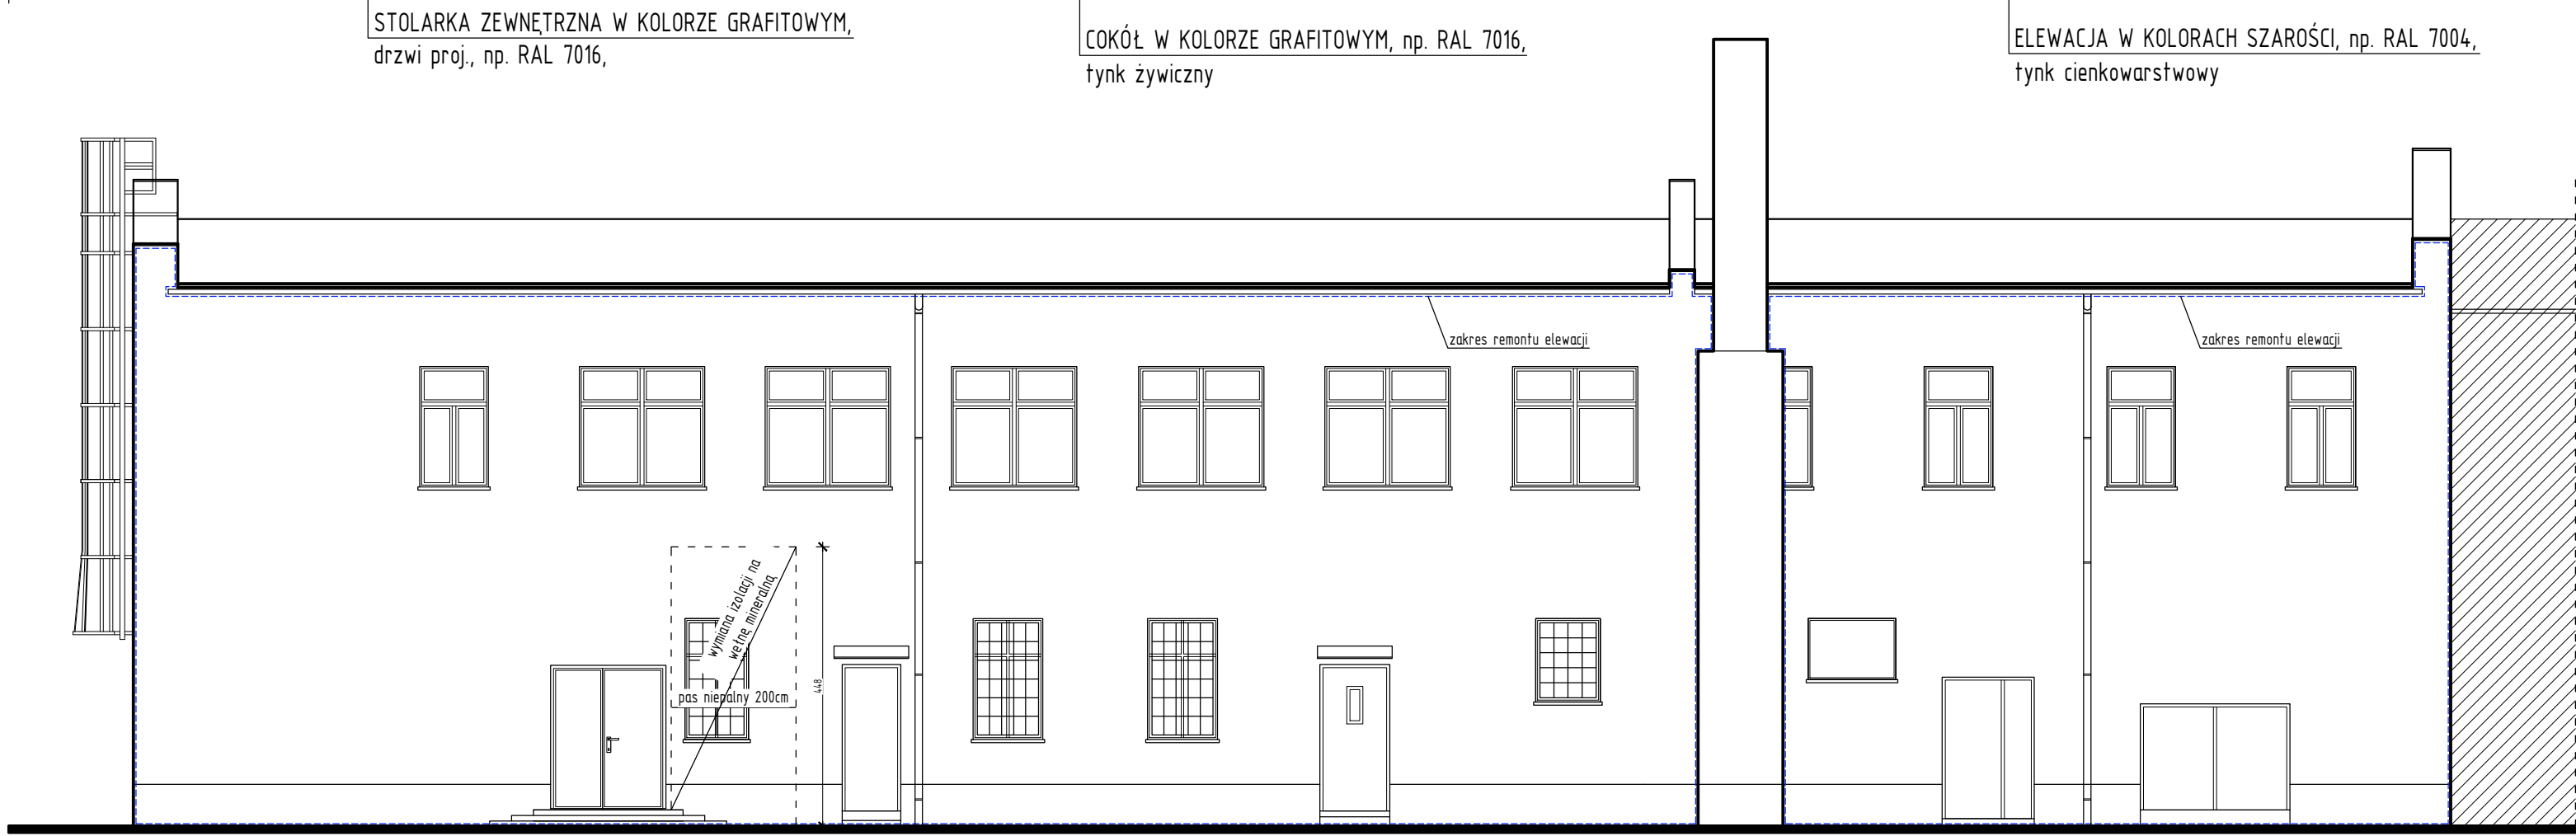 STOLARKA ZEWNĘTRZNA W KOLORZE GRAFITOWYM,
drzwi proj., np. RAL 7016,
COKÓŁ W KOLORZE GRAFITOWYM, np. RAL 7016,
tynk żywiczny
ELEWACJA W KOLORACH SZAROŚCI, np. RAL 7004,
tynk cienkowarstwowy
zakres remontu elewacji
zakres remontu elewacji
wymiana izolacji na
wełnę mineralną
pas niepalny 200cm
448